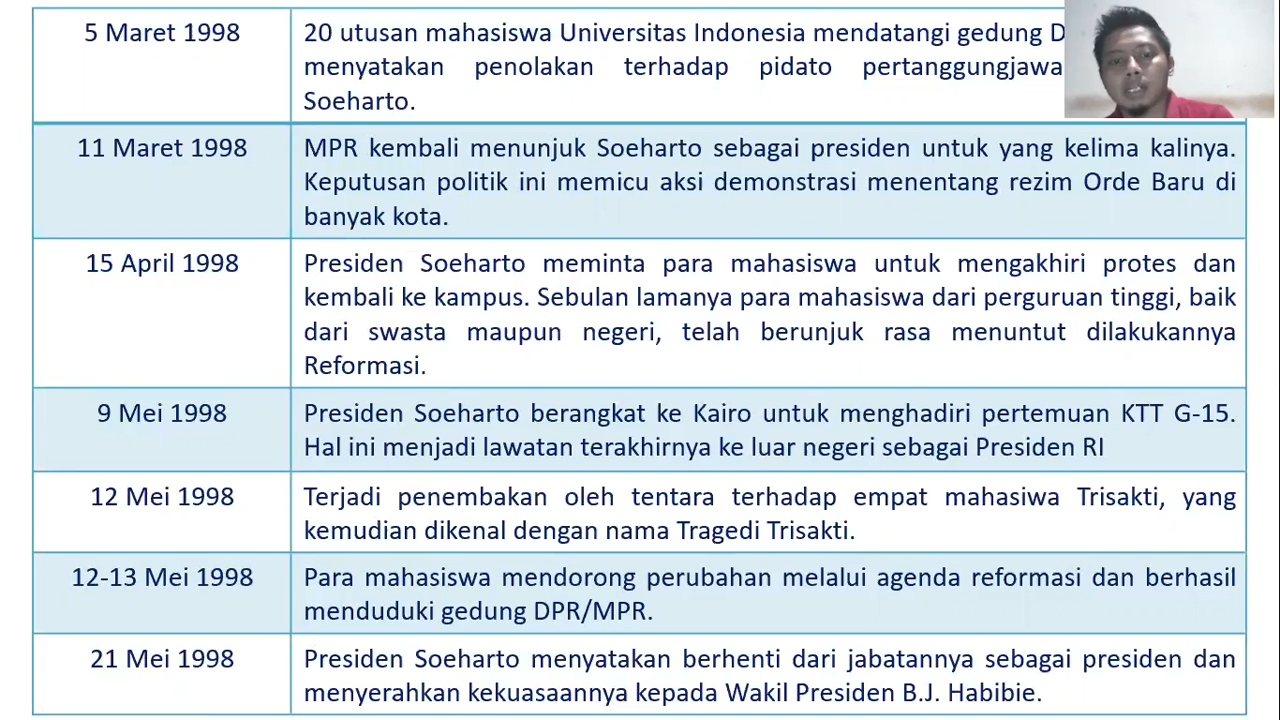 5 Maret 1998
20 utusan mahasiswa Universitas Indonesia mendatangi gedung
menyatakan penolakan terhadap pidato
Soeharto.
11 Maret 1998
MPR kembali menunjuk Soeharto sebagai presiden untuk yang kelima kalinya.
Keputusan politik ini memicu aksi demonstrasi menentang rezim Orde Baru di
banyak kota.
15 April 1998
Presiden Soeharto meminta para mahasiswa untuk mengakhiri protes dan
kembali ke kampus. Sebulan lamanya para mahasiswa dari perguruan tinggi, baik
dari swasta maupun negeri, telah berunjuk rasa menuntut dilakukannya
Reformasi.
9 Mei 1998
Presiden Soeharto berangkat ke Kairo untuk menghadiri pertemuan KTT G-15.
Hal ini menjadi lawatan terakhirnya ke luar negeri sebagai Presiden RI
12 Mei 1998
Terjadi penembakan oleh tentara terhadap empat mahasiwa Trisakti, yang
kemudian dikenal dengan nama Tragedi Trisakti.
12-13 Mei 1998
Para mahasiswa mendorong perubahan melalui agenda reformasi dan berhasil
menduduki gedung DPR/MPR.
21 Mei 1998
Presiden Soeharto menyatakan berhenti dari jabatannya sebagai presiden dan
menyerahkan kekuasaannya kepada Wakil Presiden B.J. Habibie.